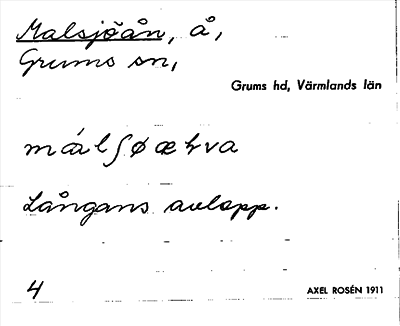 Malsjöån, å,
Grums sn,
Grums hd, Värmlands län
málʃøætva
Långans avlopp.
4
AXEL ROSÉN 1911